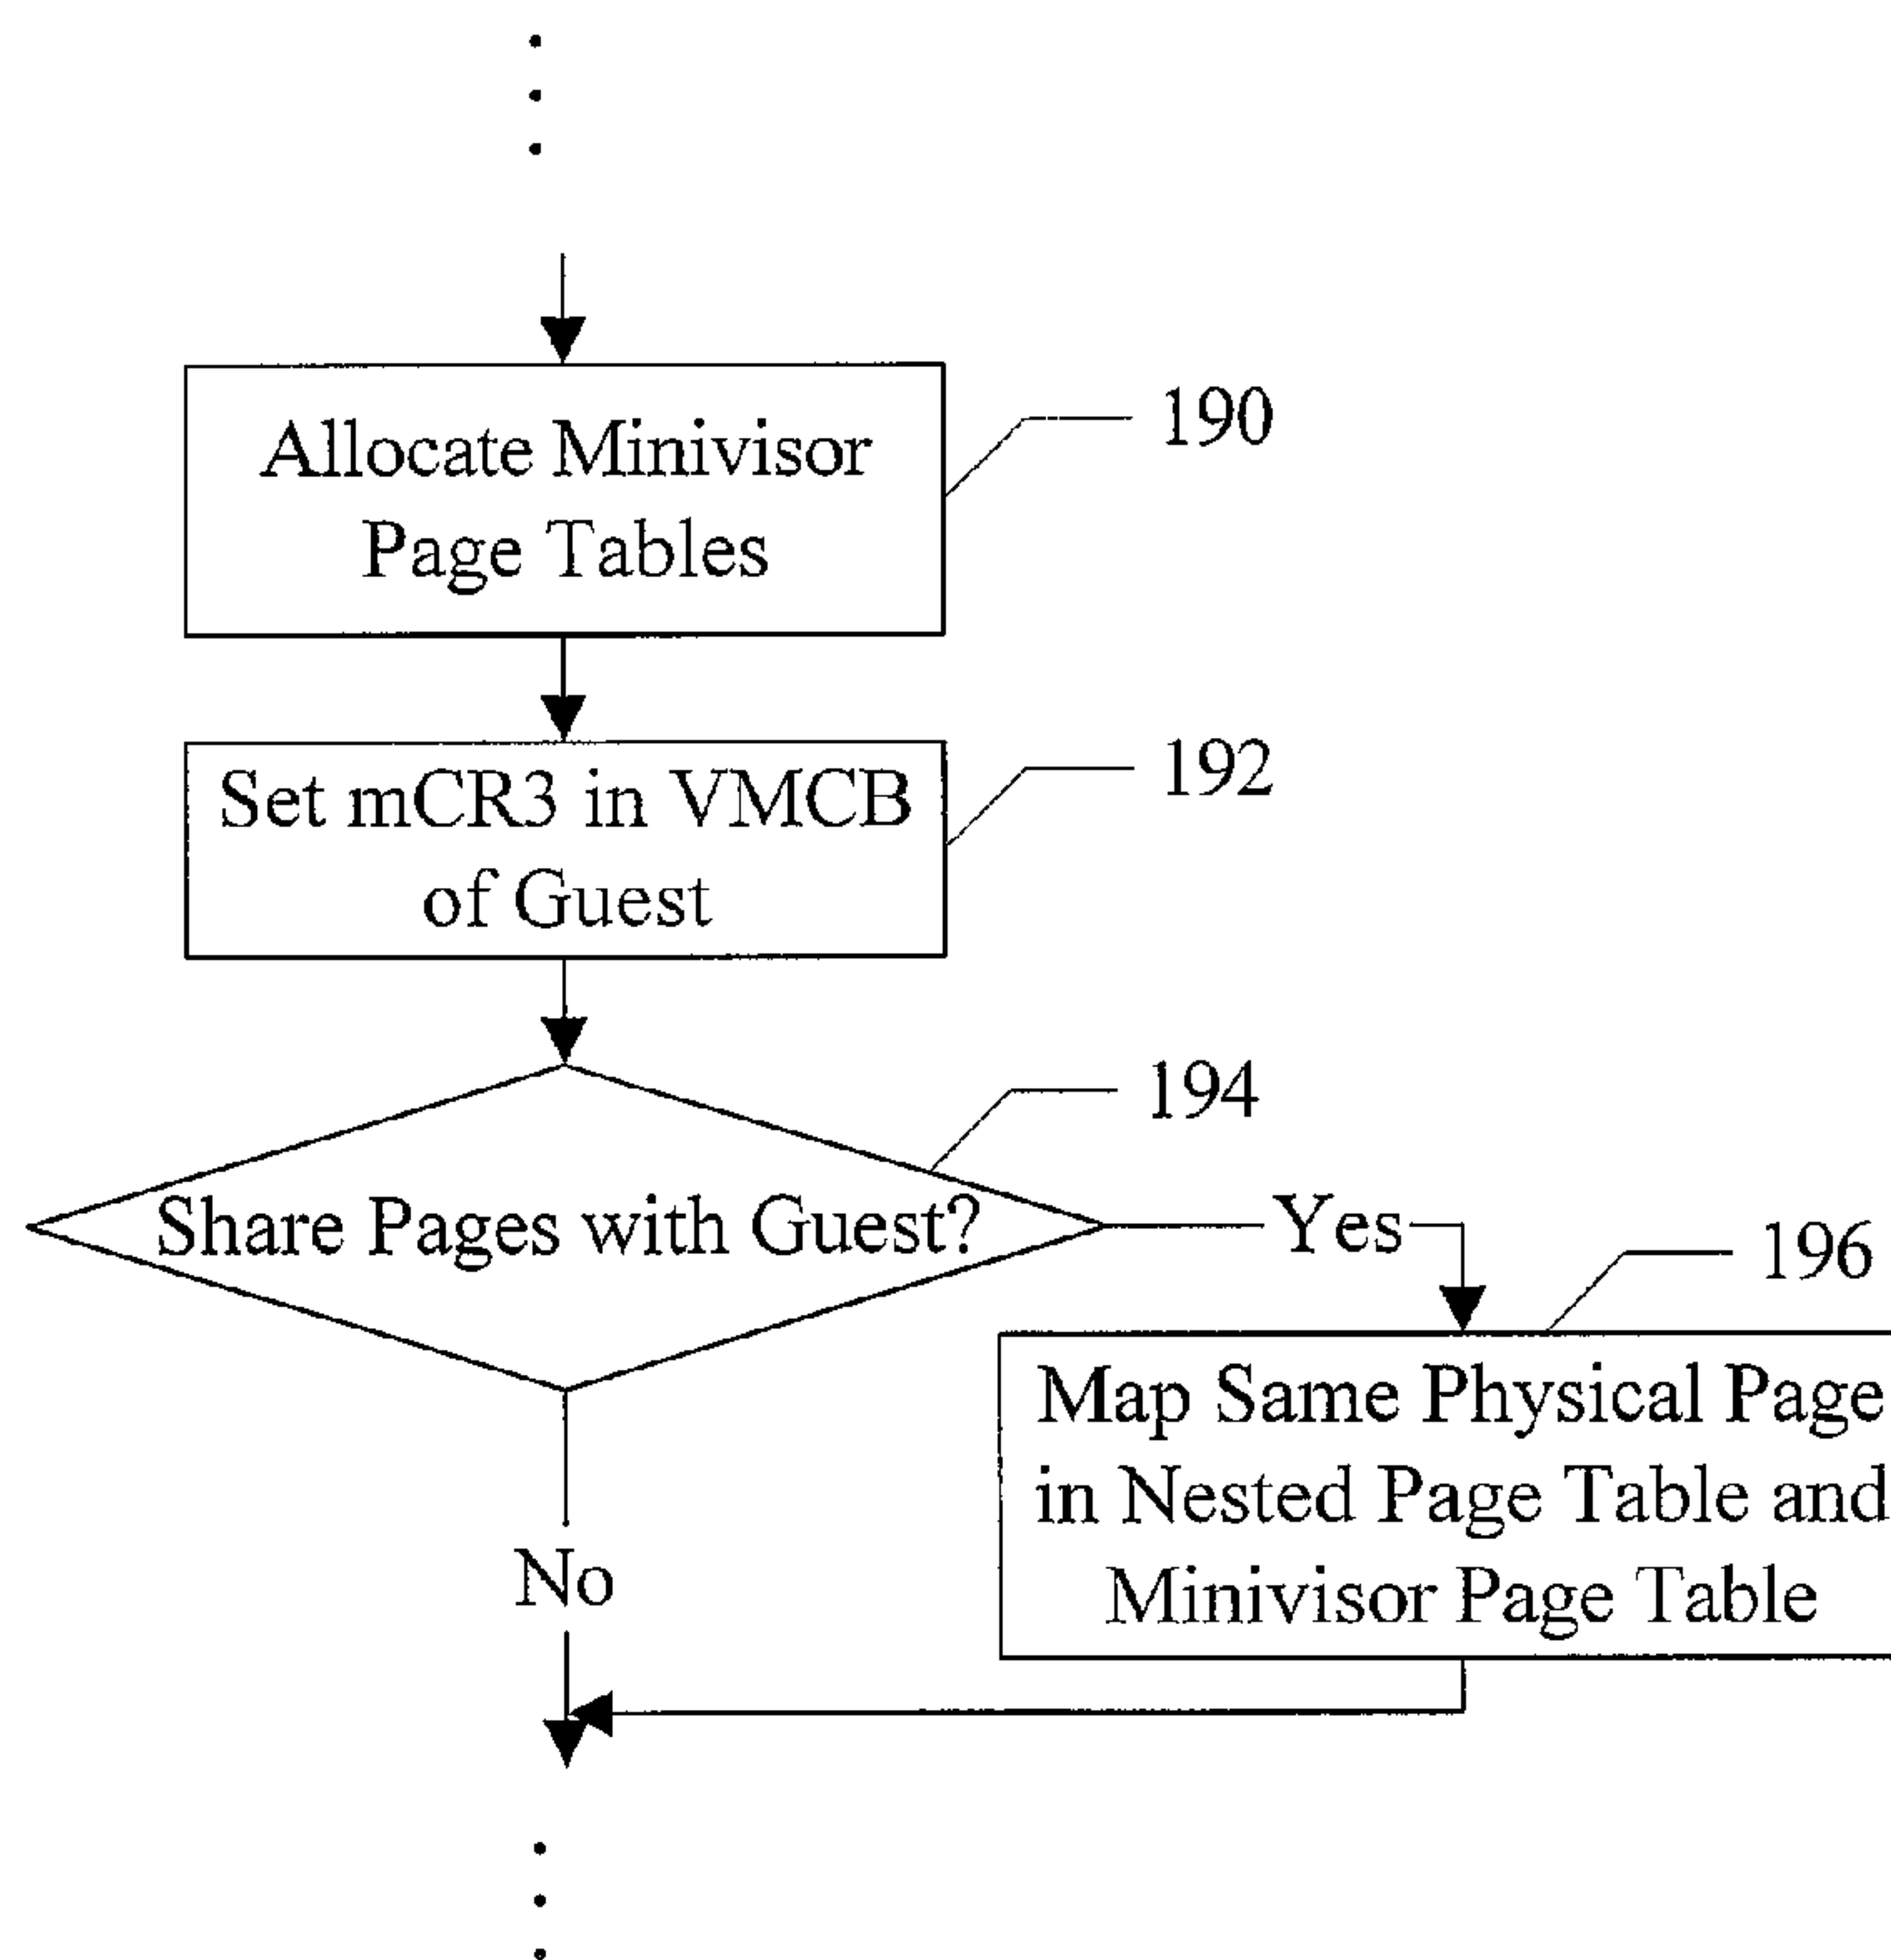 Allocate Minivisor
Page Tables
190
Set mCR3 in VMCB
of Guest
192
194
Share Pages with Guest?
Yes
196
Map Same Physical Page
in Nested Page Table and
Minivisor Page Table
No